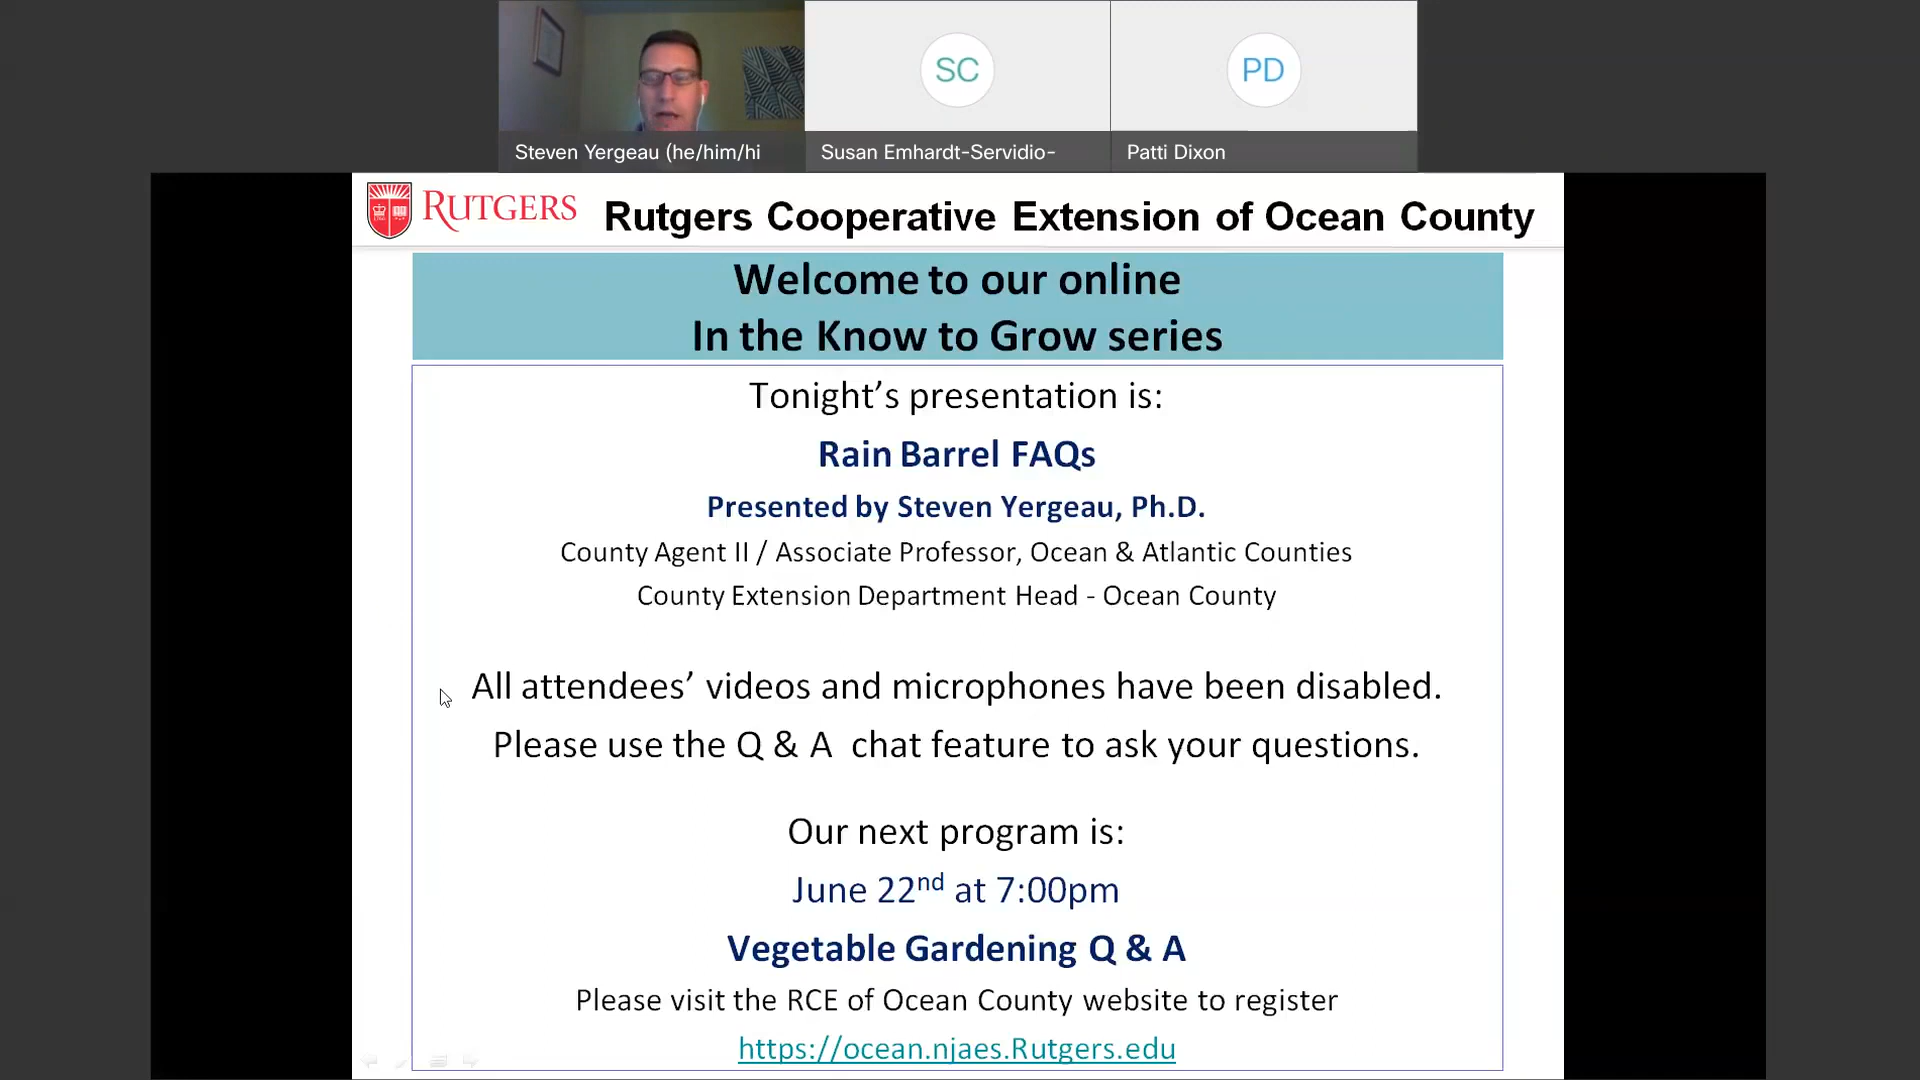 SC
PD
Steven Yergeau (he/him/hi
Susan Emhardt-Servidio-
Patti Dixon
RUTGERS
Rutgers Cooperative Extension of Ocean County
Welcome to our online
In the Know to Grow series
Tonight’s presentation is:
Rain Barrel FAQs
Presented by Steven Yergeau, Ph.D.
County Agent II / Associate Professor, Ocean & Atlantic Counties
County Extension Department Head - Ocean County
All attendees’ videos and microphones have been disabled.
Please use the Q & A chat feature to ask your questions.
Our next program is:
June 22nd at 7:00pm
Vegetable Gardening Q & A
Please visit the RCE of Ocean County website to register
https://ocean.njaes.Rutgers.edu